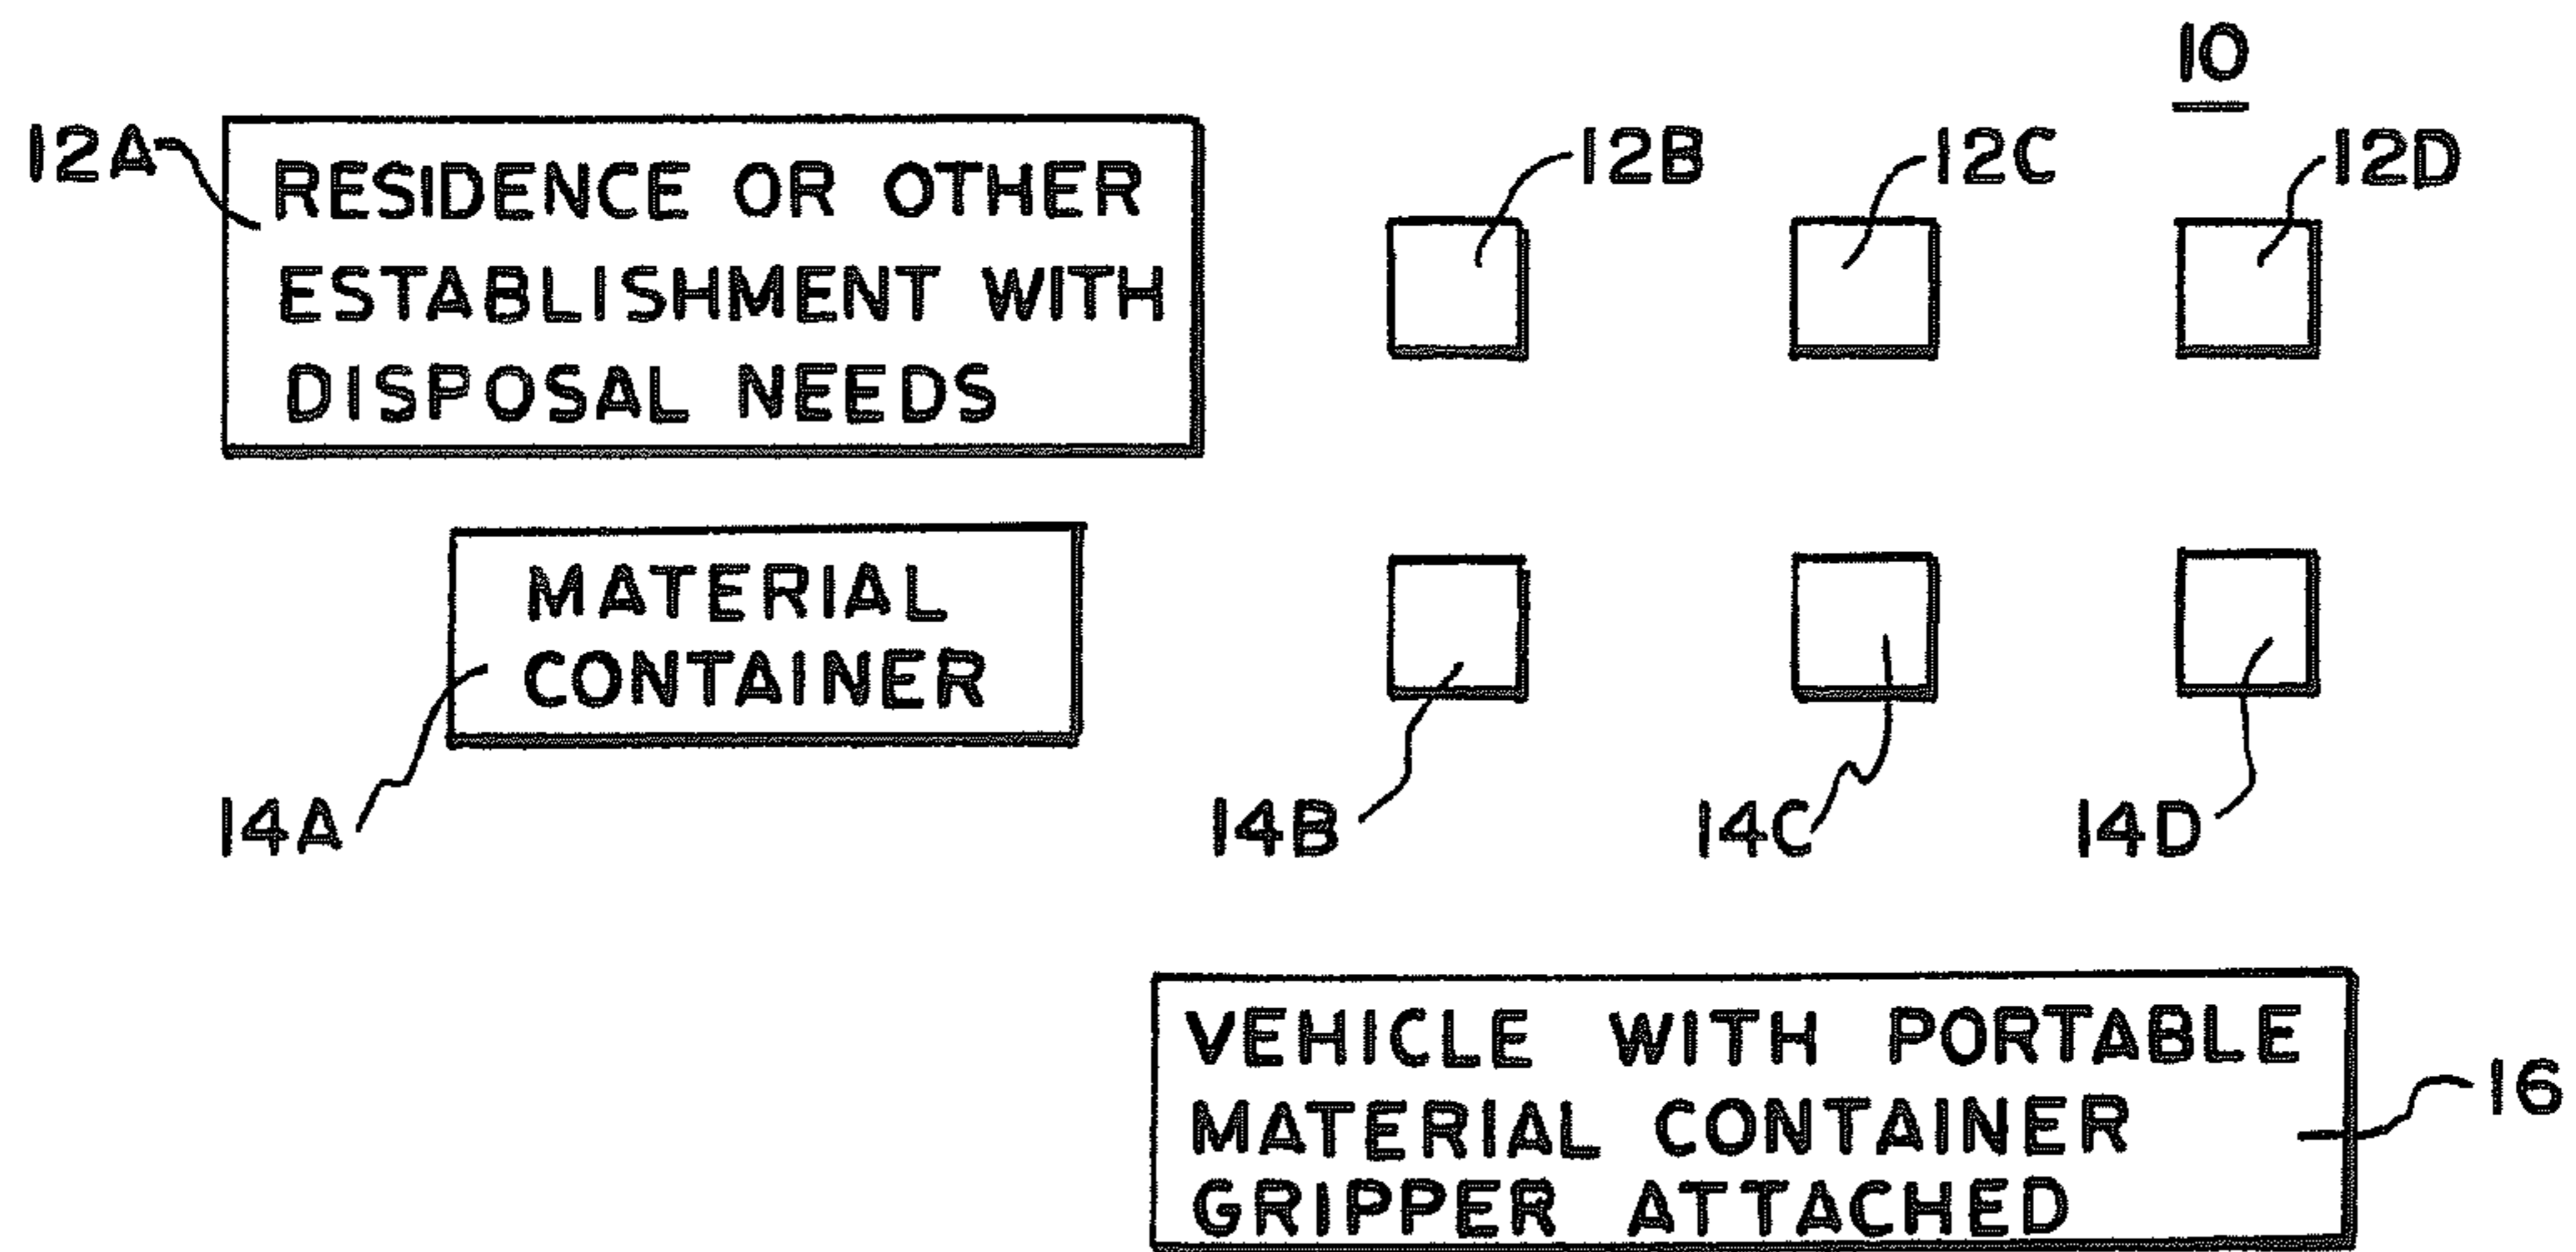 10
12A
RESIDENCE OR OTHER
ESTABLISHMENT WITH
DISPOSAL NEEDS
12B
12C
12D
MATERIAL
CONTAINER
14A
14B
14C
14D
VEHICLE WITH PORTABLE
MATERIAL CONTAINER
GRIPPER ATTACHED
16